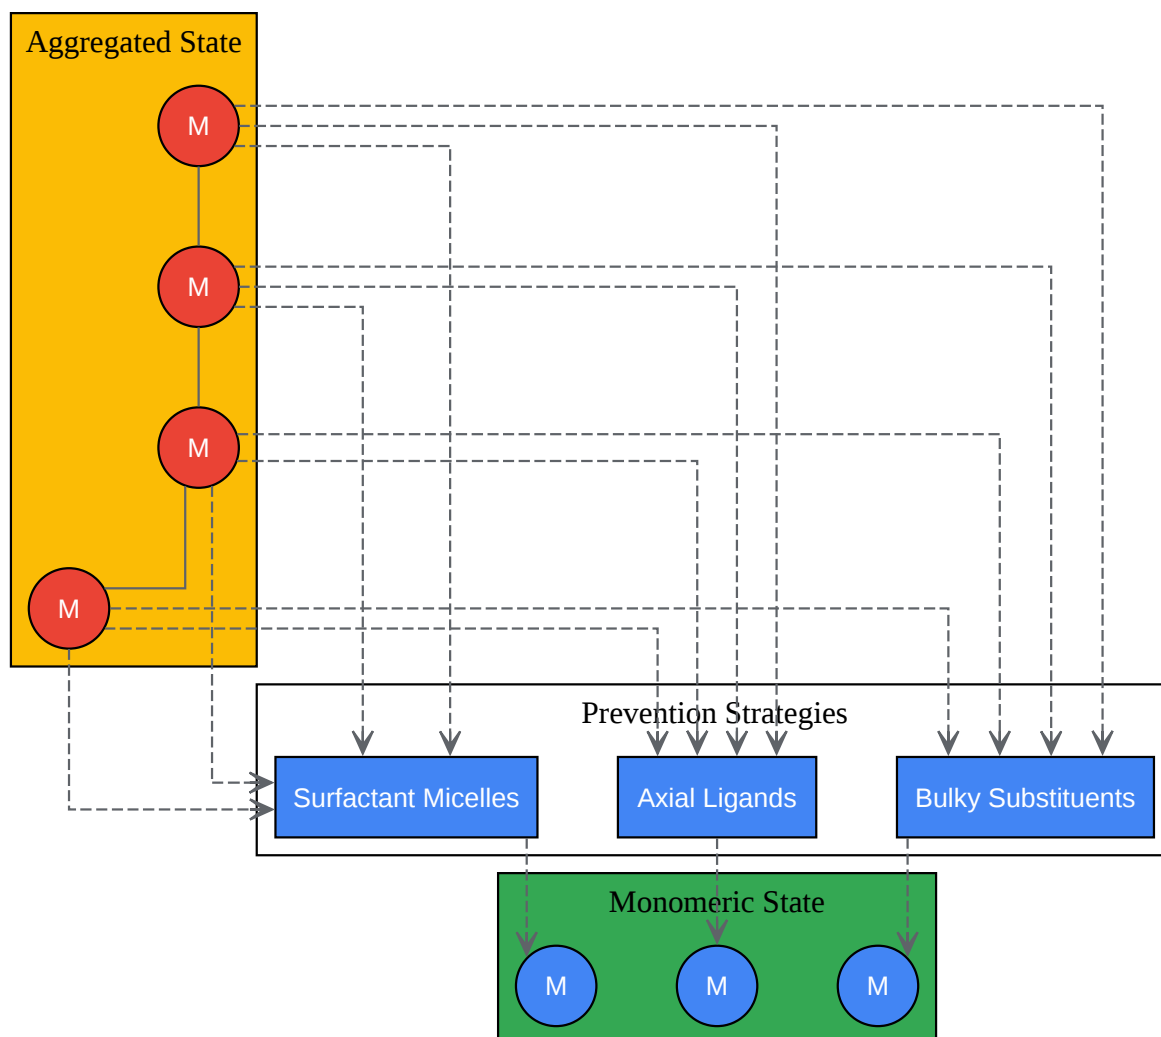 Aggregated State
M
M
M
M
Prevention Strategies
Surfactant Micelles
Axial Ligands
Bulky Substituents
Monomeric State
M
M
M